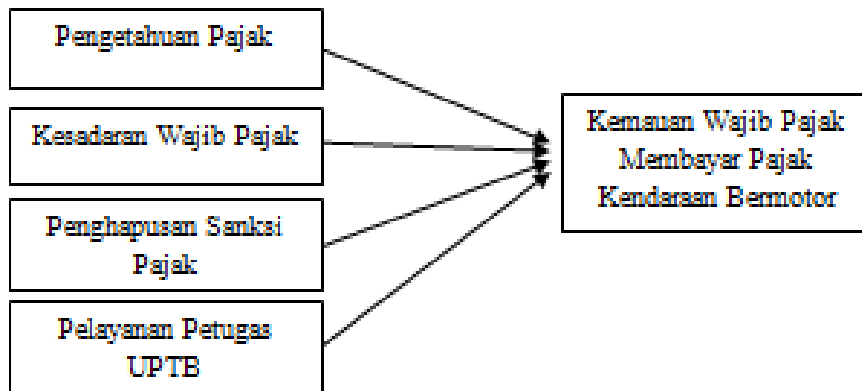 Pengetahuan Pajak
Kesadaran Wajib Pajak
Penghapusan Sanksi
Pajak
Pelayanan Petugas
UPTB
Kemauan Wajib Pajak
Membayar Pajak
Kendaraan Bermotor